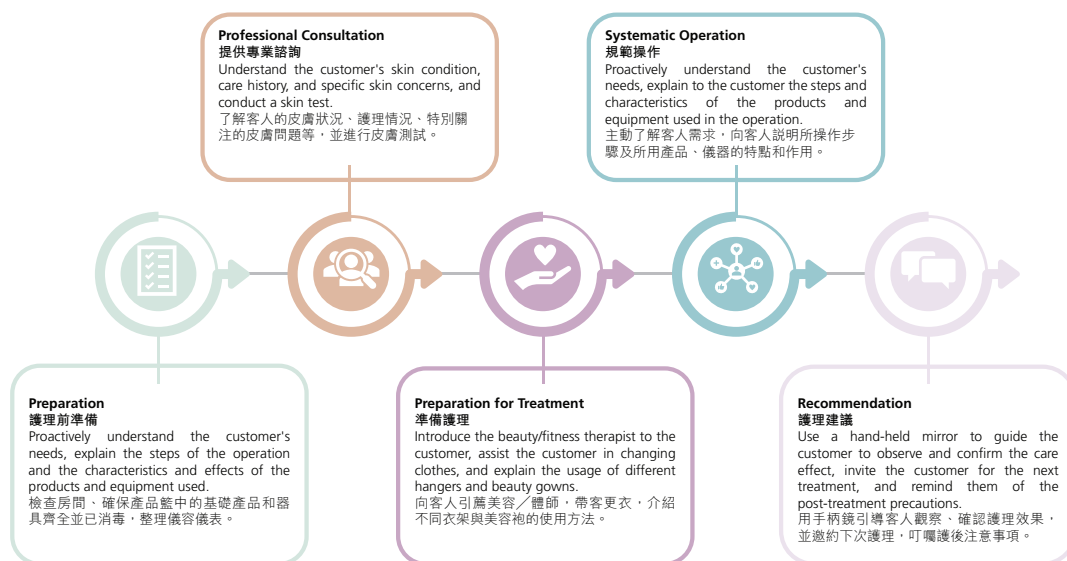 Professional Consultation
提供專業諮詢
Understand the customer's skin condition,
care history, and specific skin concerns, and
conduct a skin test.
了解客人的皮膚狀況、護理情況、特別關
注的皮膚問題等，並進行皮膚測試。
Systematic Operation
規範操作
Proactively understand the customer's
needs, explain to the customer the steps and
characteristics of the products and
equipment used in the operation.
主動了解客人需求，向客人説明所操作步
驟及所用產品、儀器的特點和作用。
Preparation
護理前準備
Proactively understand the customer's
needs, explain the steps of the operation
and the characteristics and effects of the
products and equipment used.
檢查房間、確保產品籃中的基礎產品和器
具齊全並已消毒，整理儀容儀表。
Preparation for Treatment
準備護理
Introduce the beauty/fitness therapist to the
customer, assist the customer in changing
clothes, and explain the usage of different
hangers and beauty gowns.
向客人引薦美容／體師，帶客更衣，介紹
不同衣架與美容袍的使用方法。
Recommendation
護理建議
Use a hand-held mirror to guide the
customer to observe and confirm the care
effect, invite the customer for the next
treatment, and remind them of the
post-treatment precautions.
用手柄鏡引導客人觀察、確認護理效果，
並邀約下次護理，叮囑護後注意事項。